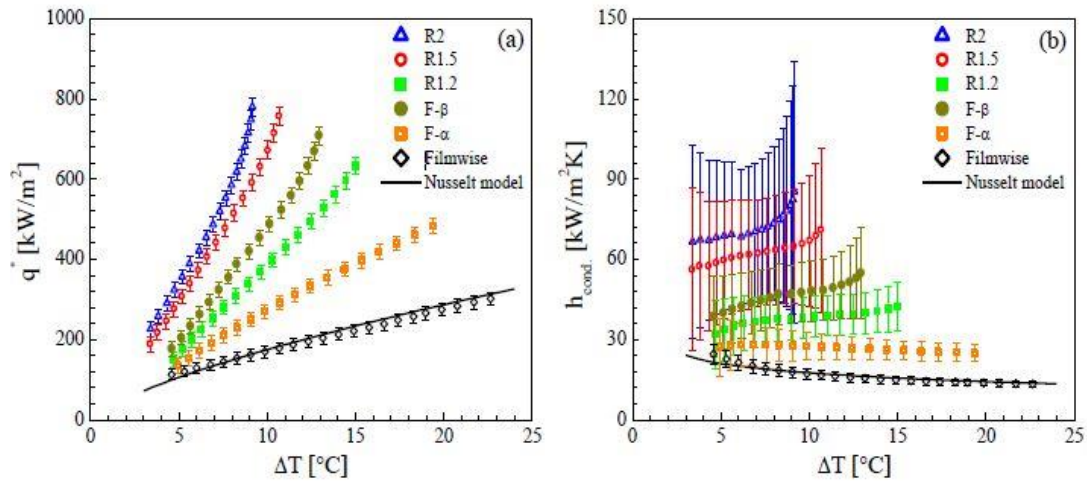 1000
800
600
400
200
0
q" [kW/m²]
0 5 10 15 20 25
ΔT [°C]
(a)
R2
R1.5
R1.2
F-β
F-α
Filmwise
Nusselt model
150
120
90
60
30
0
h_cond. [kW/m²K]
0 5 10 15 20 25
ΔT [°C]
(b)
R2
R1.5
R1.2
F-β
F-α
Filmwise
Nusselt model